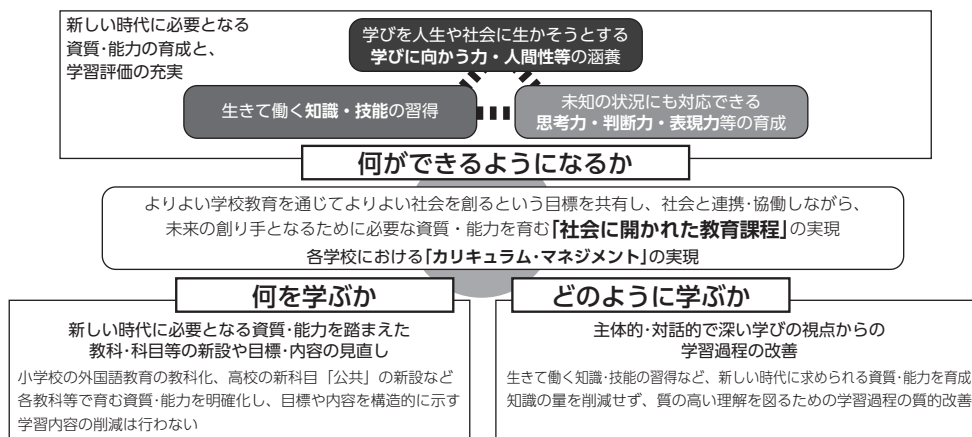 新しい時代に必要となる
資質・能力の育成と、
学習評価の充実
学びを人生や社会に生かそうとする
学びに向かう力・人間性等の涵養
生きて働く知識・技能の習得
未知の状況にも対応できる
思考力・判断力・表現力等の育成
何ができるようになるか
よりよい学校教育を通じてよりよい社会を創るという目標を共有し、社会と連携・協働しながら、
未来の創り手となるために必要な資質・能力を育む「社会に開かれた教育課程」の実現
各学校における「カリキュラム・マネジメント」の実現
何を学ぶか
新しい時代に必要となる資質・能力を踏まえた
教科・科目等の新設や目標・内容の見直し
小学校の外国語教育の教科化、高校の新科目「公共」の新設など
各教科等で育む資質・能力を明確化し、目標や内容を構造的に示す
学習内容の削減は行わない
どのように学ぶか
主体的・対話的で深い学びの視点からの
学習過程の改善
生きて働く知識・技能の習得など、新しい時代に求められる資質・能力を育成
知識の量を削減せず、質の高い理解を図るための学習過程の質的改善